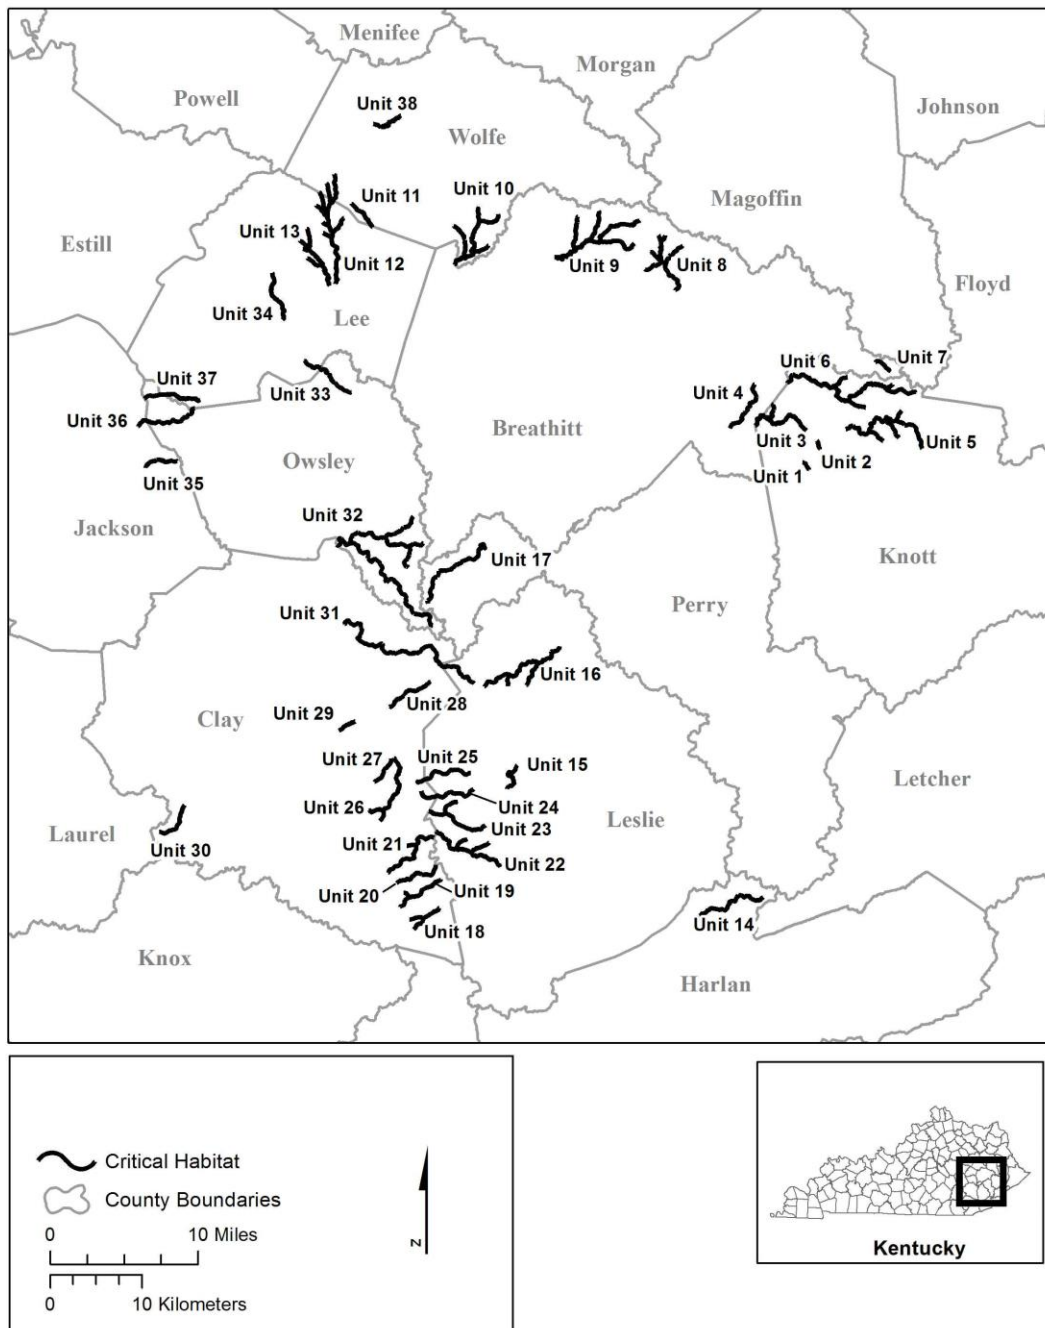 Menifee
Morgan
Powell
Johnson
Unit 38
Wolfe
Magoffin
Unit 11
Unit 10
Estill
Unit 13
Unit 12
Unit 9
Unit 8
Floyd
Unit 34
Lee
Unit 37
Unit 33
Unit 6
Unit 7
Unit 4
Unit 36
Breathitt
Unit 3
Unit 5
Unit 2
Owsley
Unit 1
Unit 35
Jackson
Unit 32
Unit 17
Knott
Perry
Unit 31
Unit 16
Unit 28
Unit 29
Clay
Unit 27
Unit 25
Unit 15
Letcher
Unit 26
Unit 24
Leslie
Laurel
Unit 23
Unit 30
Unit 21
Unit 22
Unit 20
Unit 19
Unit 18
Unit 14
Knox
Harlan
Critical Habitat
County Boundaries
0 10 Miles
0 10 Kilometers
N
Kentucky